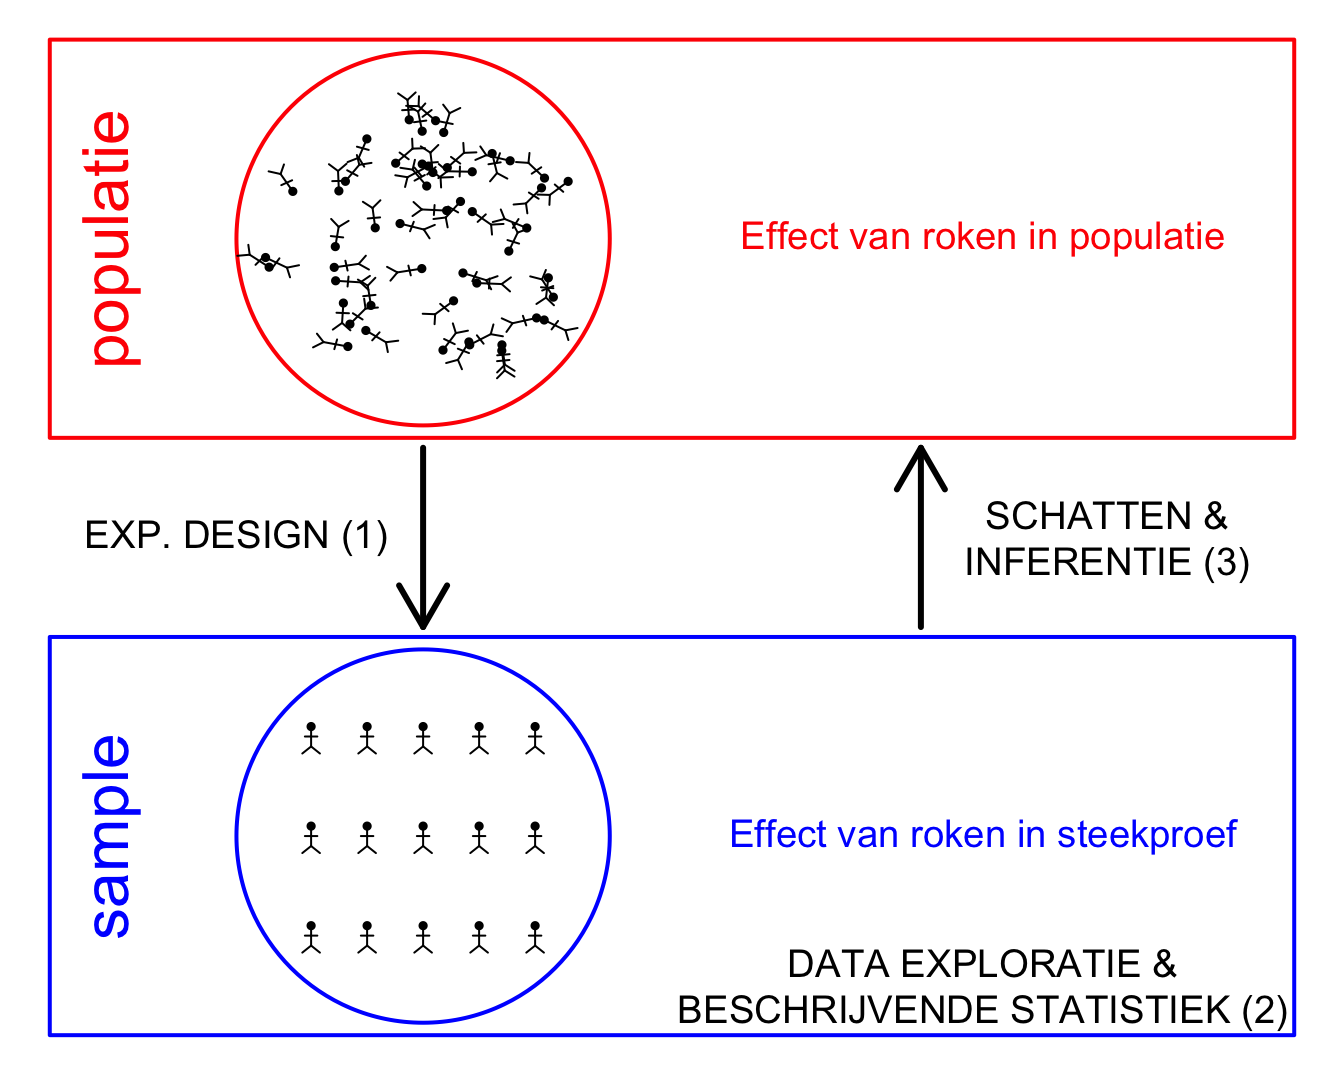 populatie
Effect van roken in populatie
EXP. DESIGN (1)
SCHATTEN &
INFERENTIE (3)
sample
Effect van roken in steekproef
DATA EXPLORATIE &
BESCHRIJVENDE STATISTIEK (2)